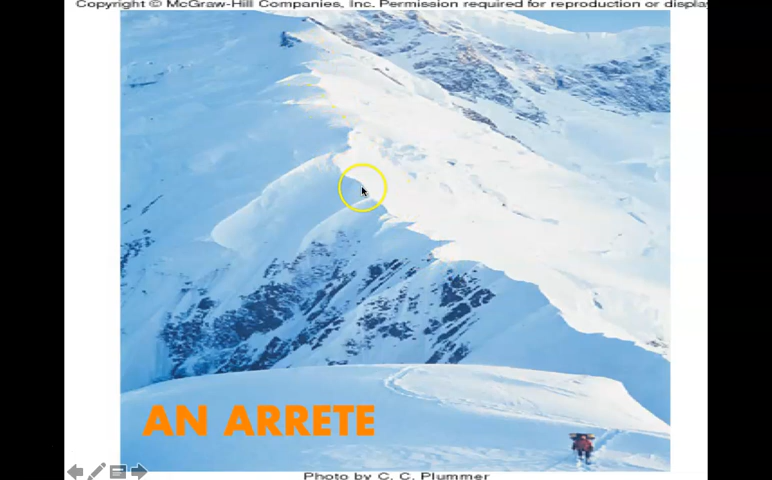 Copyright © McGraw-Hill Companies, Inc. Permission required for reproduction or display
AN ARRETE
Photo by C. C. Plummer